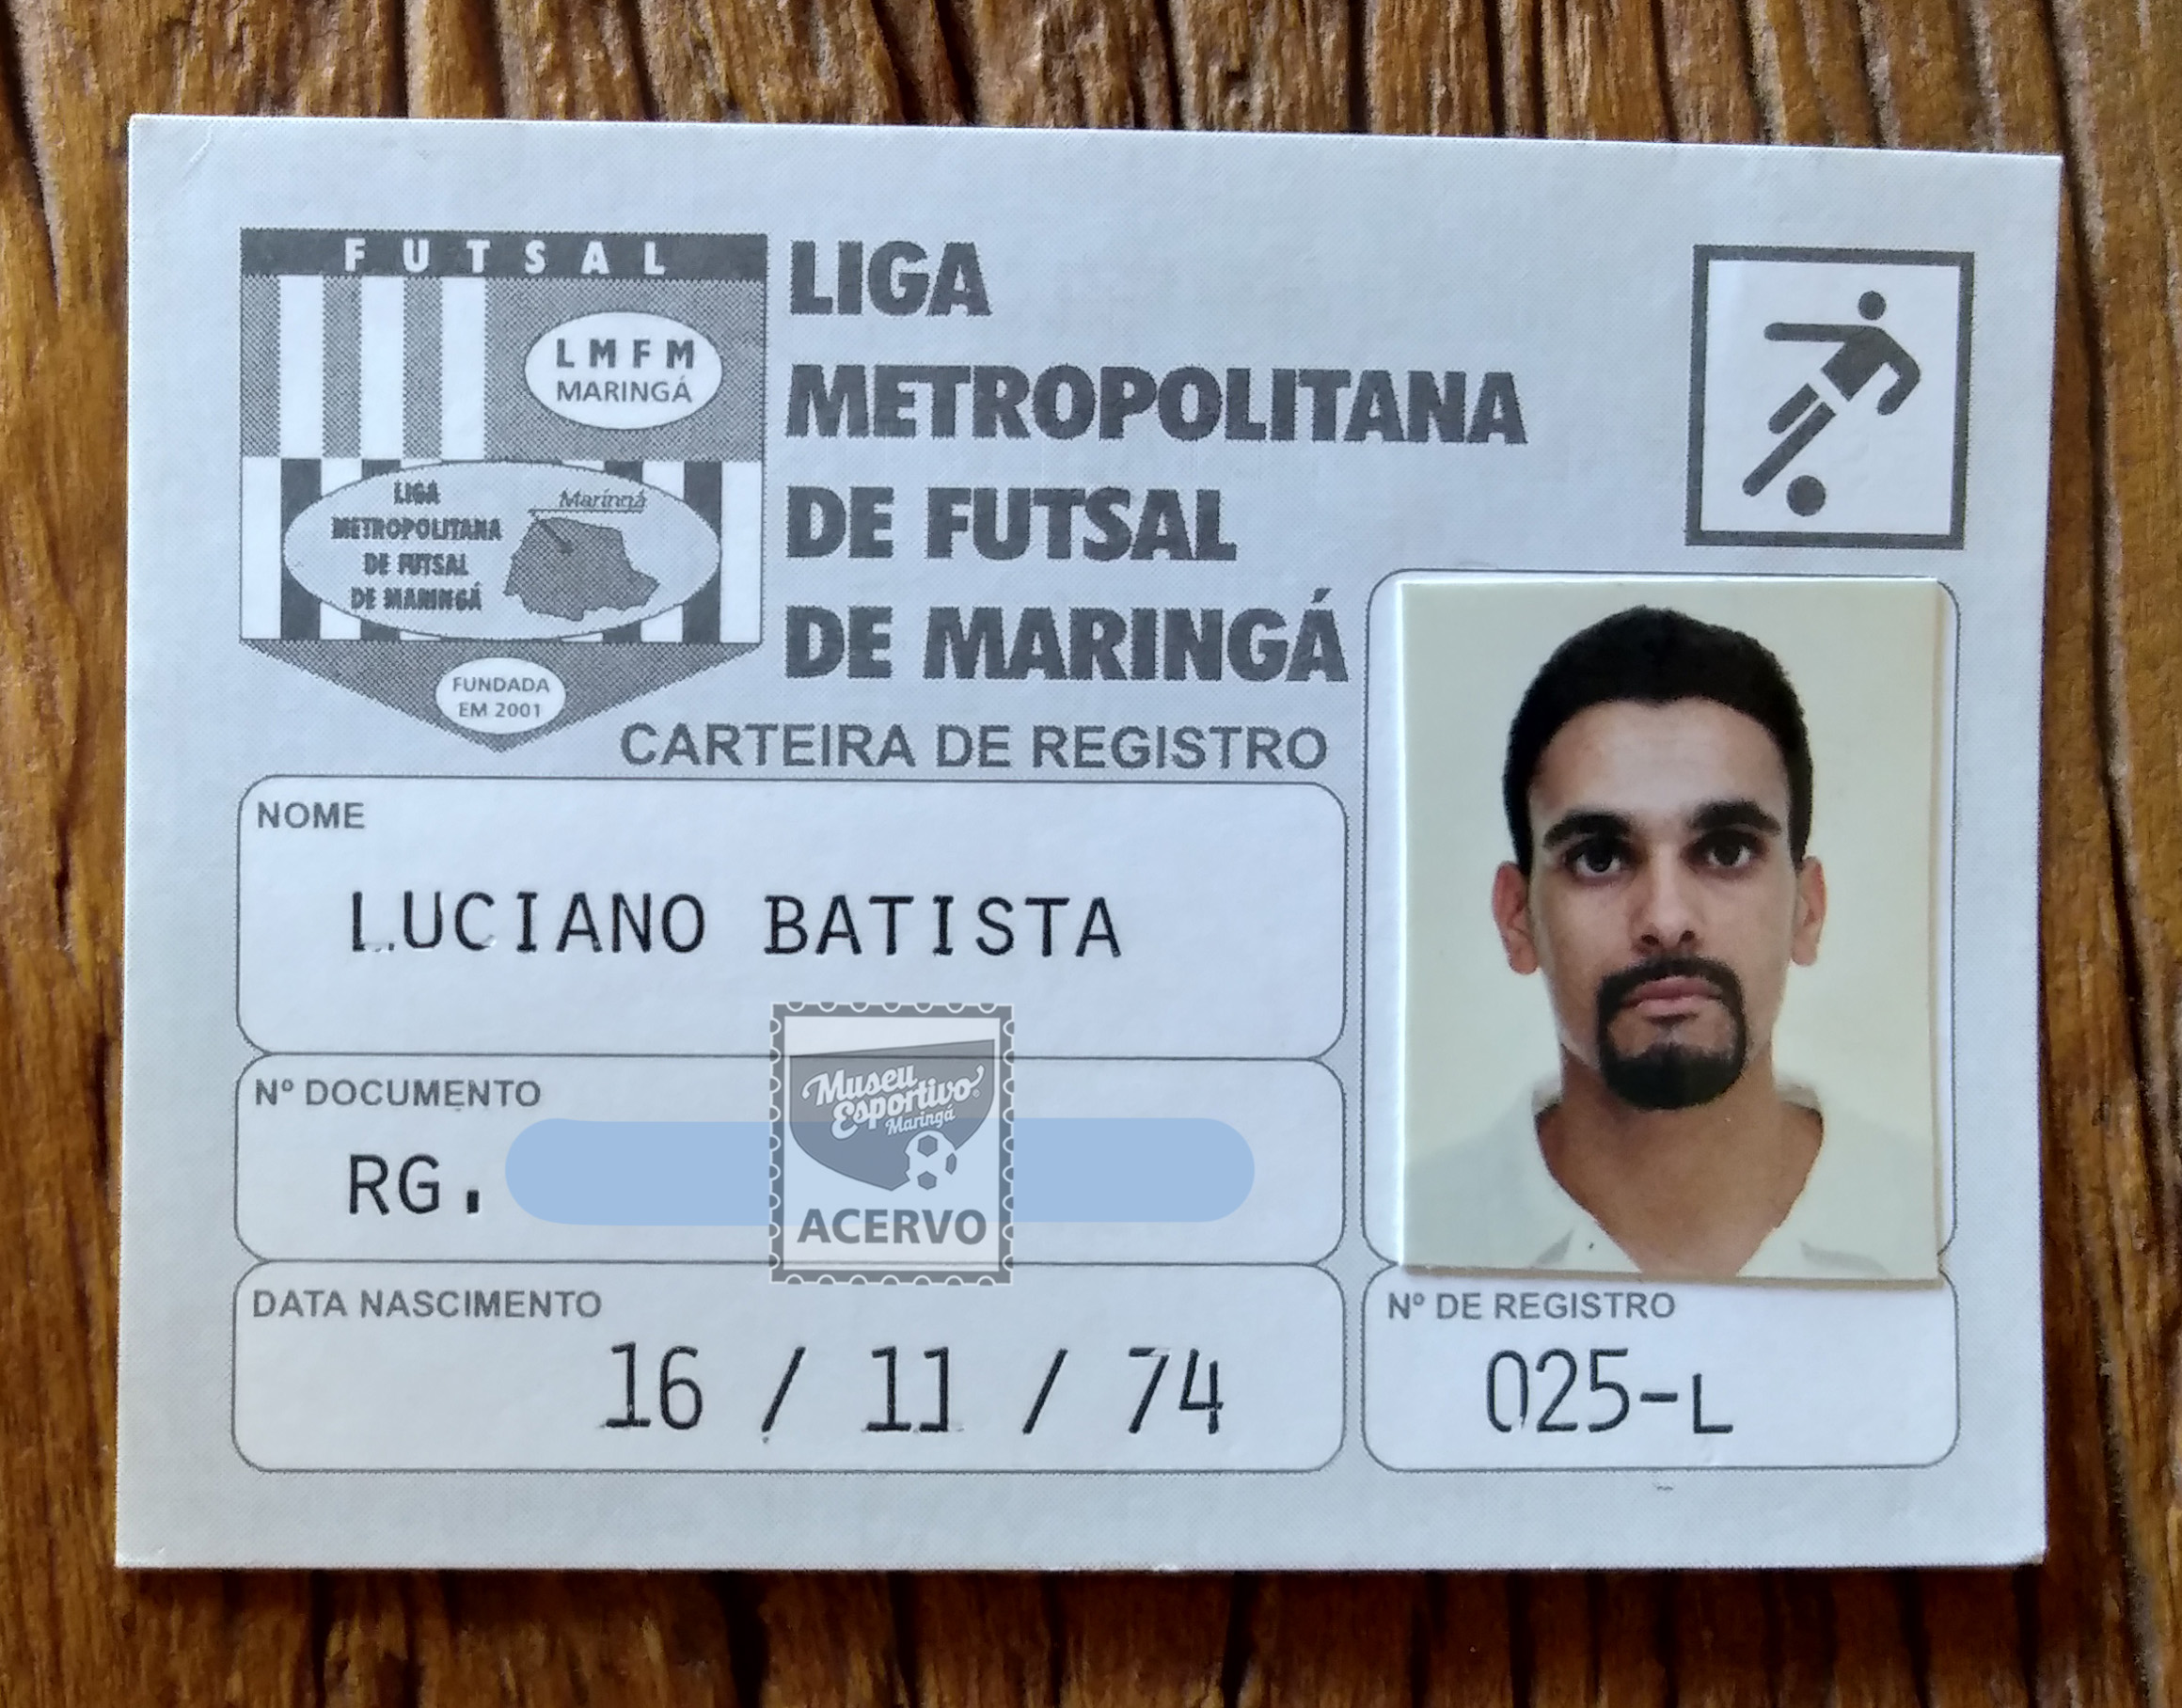 FUTSAL
LMFM
MARINGÁ
LIGA
METROPOLITANA
DE FUTSAL
DE MARINGÁ
Maringá
FUNDADA
EM 2001
LIGA
METROPOLITANA
DE FUTSAL
DE MARINGÁ
CARTEIRA DE REGISTRO
NOME
LUCIANO BATISTA
Nº DOCUMENTO
RG.
Museu
Esportivo
Maringá
ACERVO
DATA NASCIMENTO
16 / 11 / 74
Nº DE REGISTRO
025-L